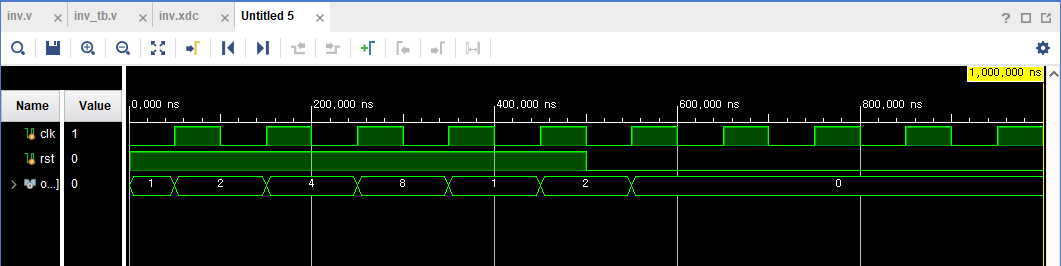 inv.v × inv_tb.v × inv.xdc × Untitled 5 ×
?
1,000,000 ns
Name Value
0,000 ns 200,000 ns 400,000 ns 600,000 ns 800,000 ns
clk 1
rst 0
o...] 0 1 2 4 8 1 2 0